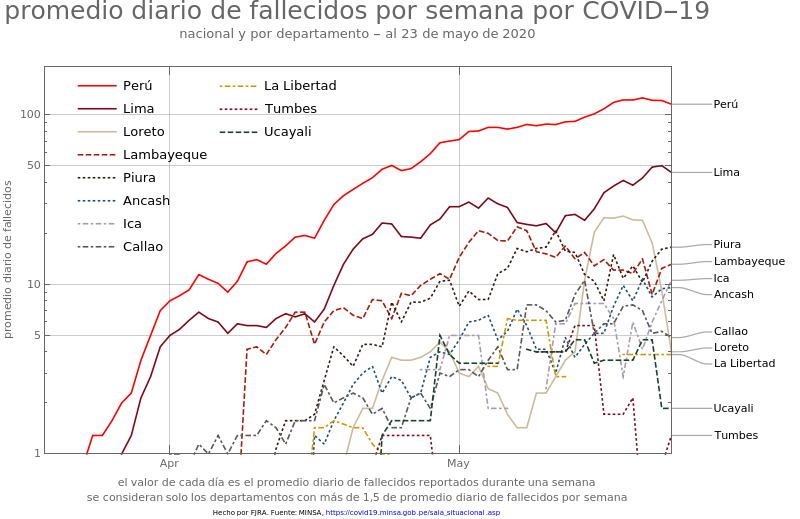 promedio diario de fallecidos por semana por COVID–19
nacional y por departamento – al 23 de mayo de 2020
promedio diario de fallecidos
100
50
10
5
1
Apr
May
Perú
Lima
Loreto
Lambayeque
Piura
Ancash
Ica
Callao
La Libertad
Tumbes
Ucayali
Perú
Lima
Piura
Lambayeque
Ica
Ancash
Callao
Loreto
La Libertad
Ucayali
Tumbes
el valor de cada día es el promedio diario de fallecidos reportados durante una semana
se consideran solo los departamentos con más de 1,5 de promedio diario de fallecidos por semana
Hecho por FJRA. Fuente: MINSA, https://covid19.minsa.gob.pe/sala_situacional .asp